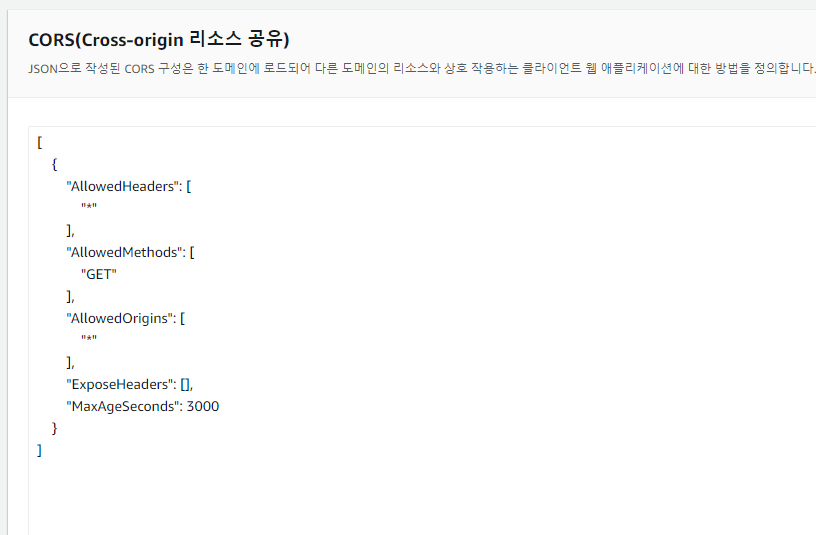 CORS(Cross-origin 리소스 공유)
JSON으로 작성된 CORS 구성은 한 도메인에 로드되어 다른 도메인의 리소스와 상호 작용하는 클라이언트 웹 애플리케이션에 대한 방법을 정의합니다.
[
{
"AllowedHeaders": [
"*"
],
"AllowedMethods": [
"GET"
],
"AllowedOrigins": [
"*"
],
"ExposeHeaders": [],
"MaxAgeSeconds": 3000
}
]